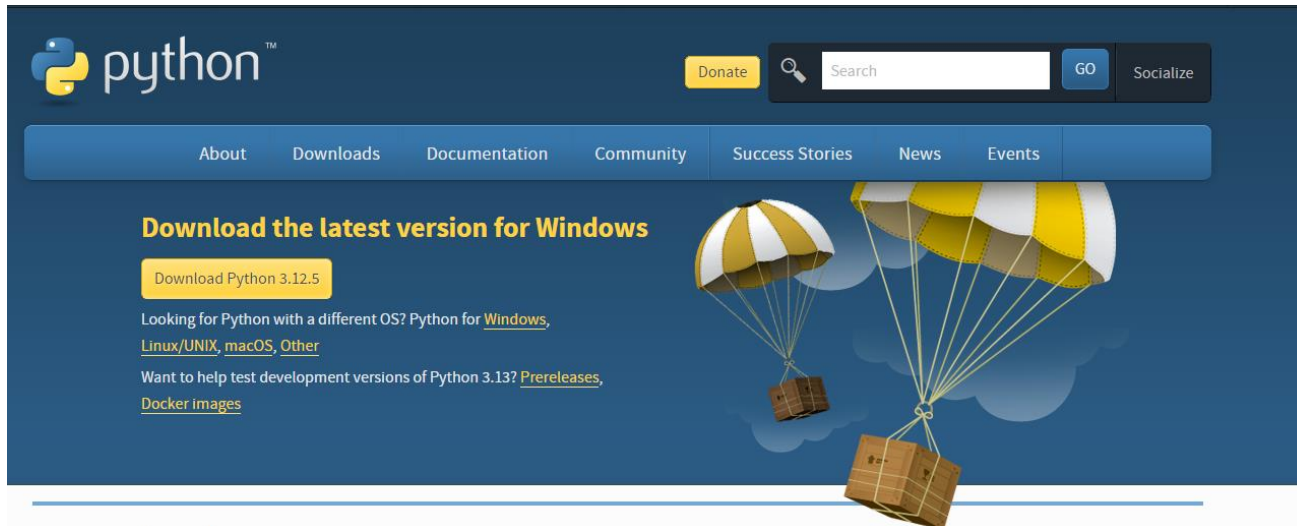 python™
Donate
Search
GO
Socialize
About Downloads Documentation Community Success Stories News Events
Download the latest version for Windows
Download Python 3.12.5
Looking for Python with a different OS? Python for Windows,
Linux/UNIX, macOS, Other
Want to help test development versions of Python 3.13? Prereleases,
Docker images